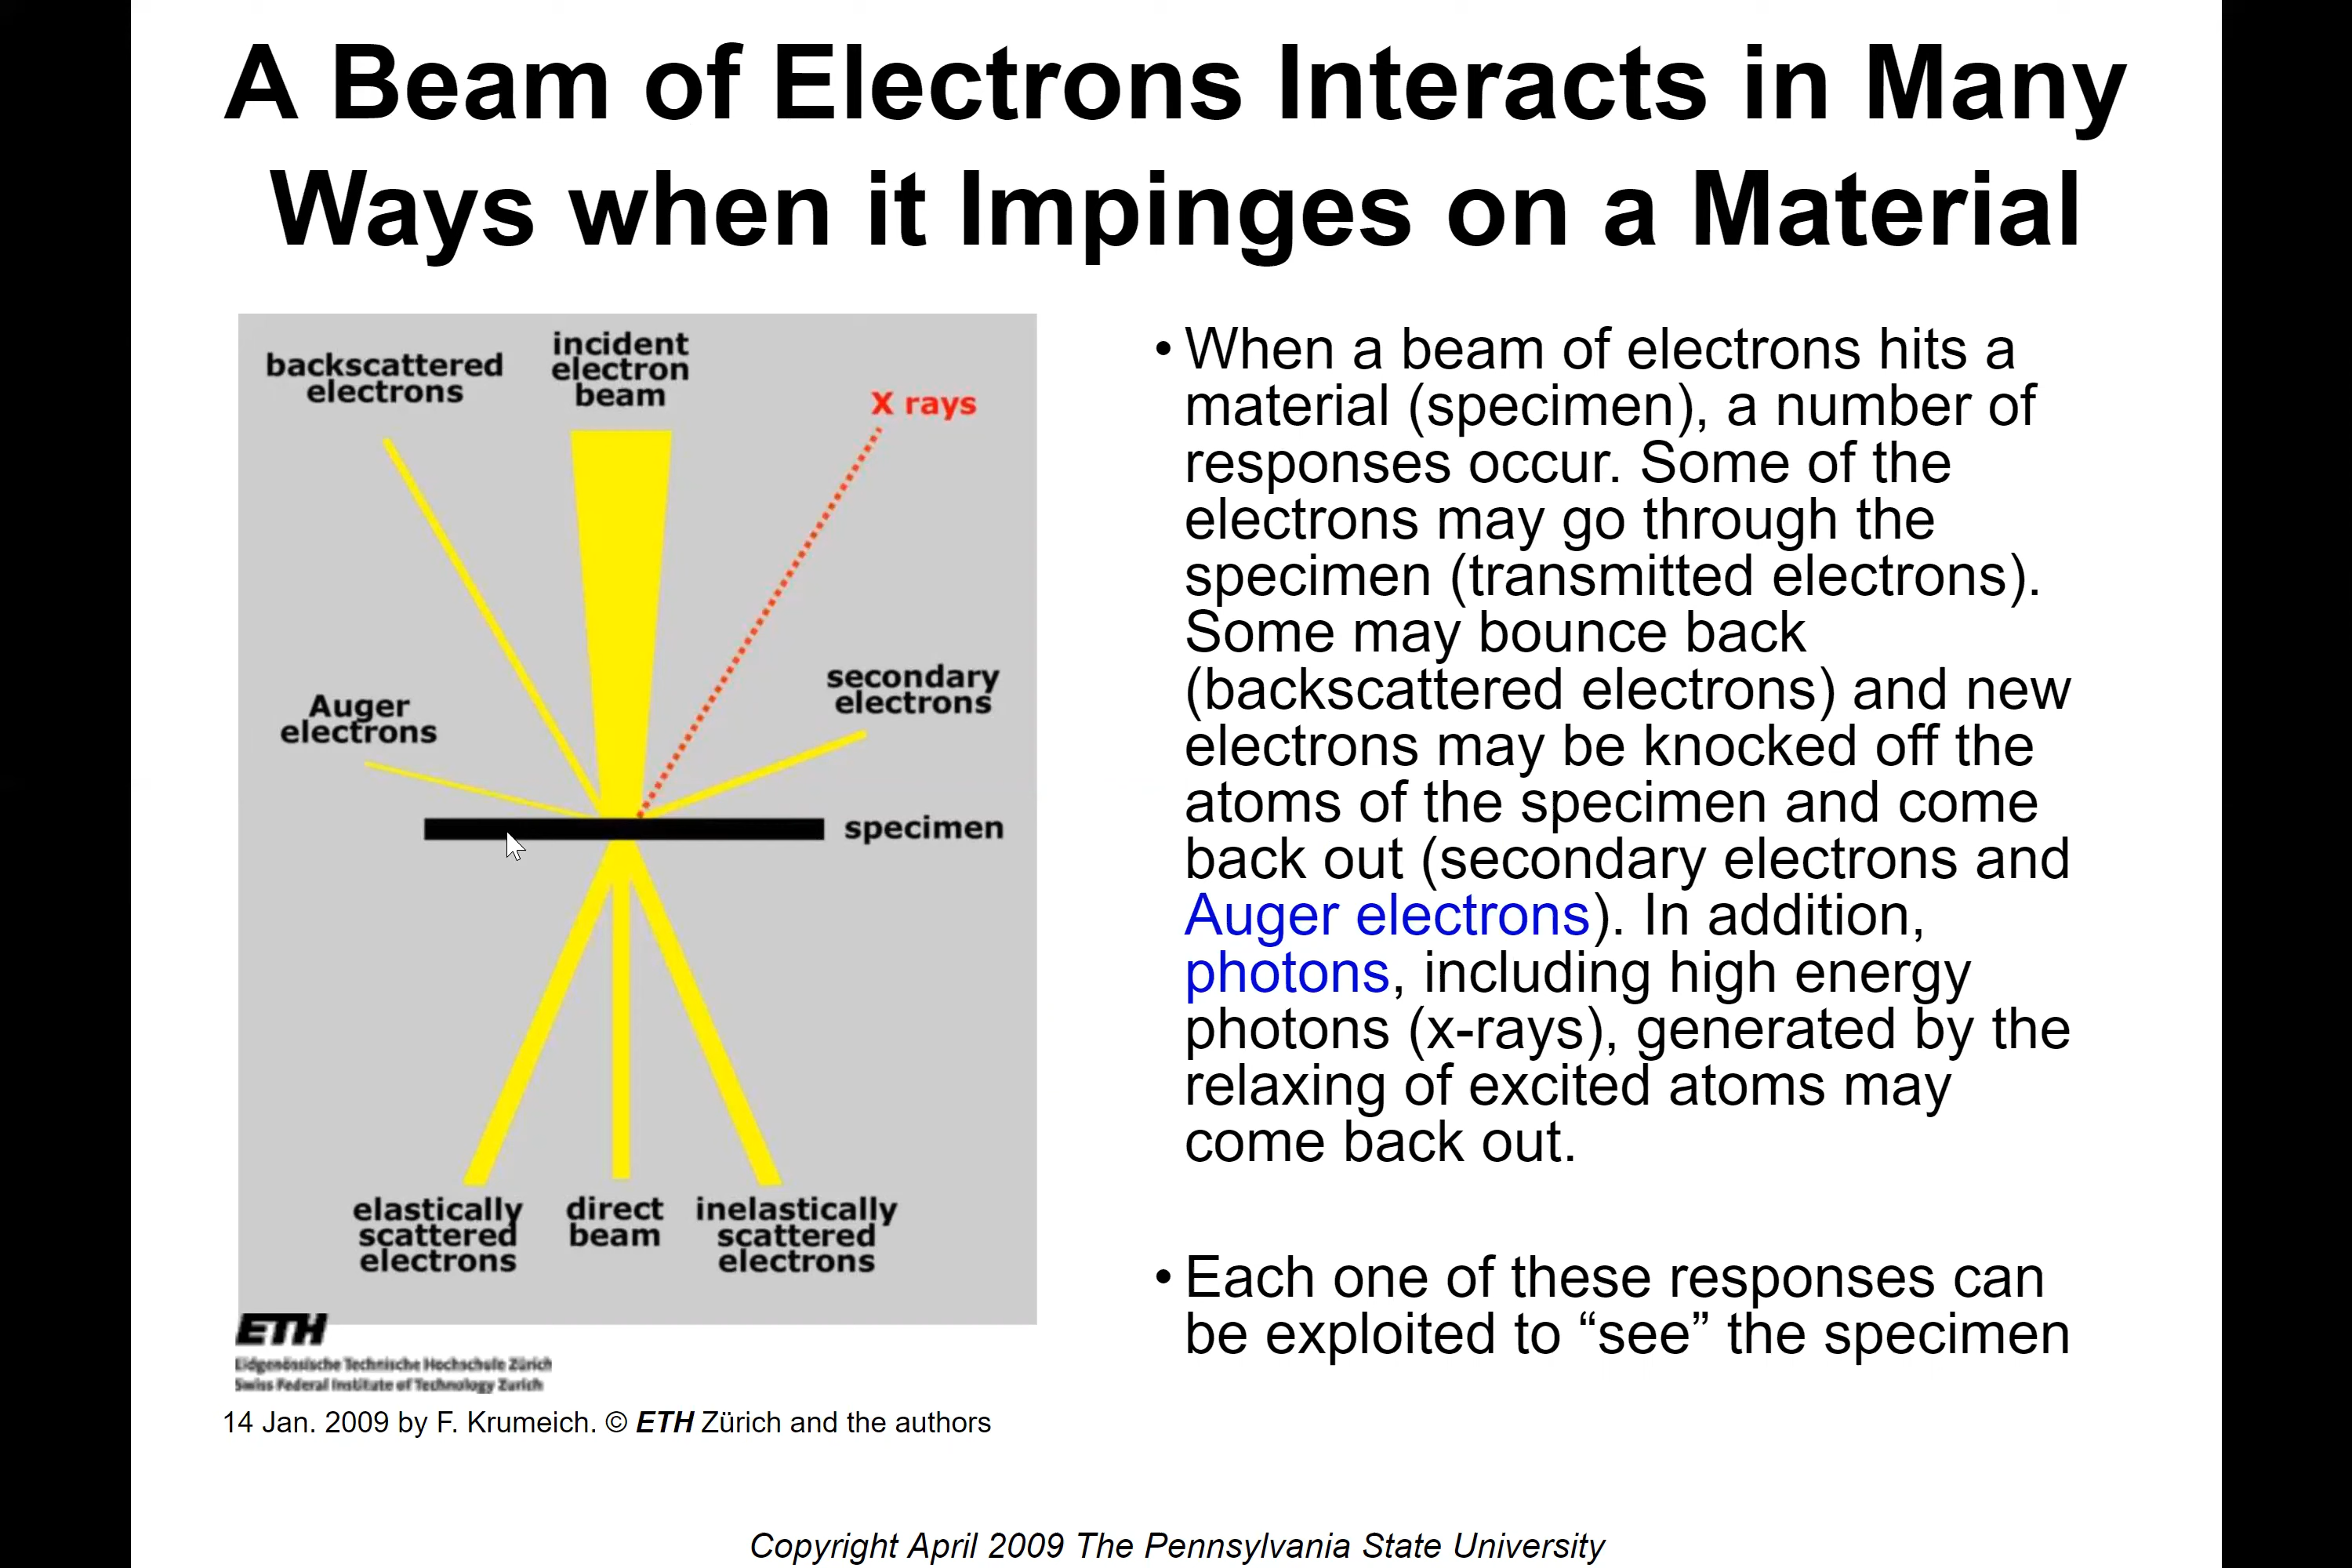 A Beam of Electrons Interacts in Many
Ways when it Impinges on a Material
backscattered
electrons
incident
electron
beam
X rays
Auger
electrons
secondary
electrons
specimen
elastically
scattered
electrons
direct
beam
inelastically
scattered
electrons
ETH
Eidgenössische Technische Hochschule Zürich
Swiss Federal Institute of Technology Zurich
14 Jan. 2009 by F. Krumeich. © ETH Zürich and the authors
• When a beam of electrons hits a
material (specimen), a number of
responses occur. Some of the
electrons may go through the
specimen (transmitted electrons).
Some may bounce back
(backscattered electrons) and new
electrons may be knocked off the
atoms of the specimen and come
back out (secondary electrons and
Auger electrons). In addition,
photons, including high energy
photons (x-rays), generated by the
relaxing of excited atoms may
come back out.
• Each one of these responses can
be exploited to “see” the specimen
Copyright April 2009 The Pennsylvania State University